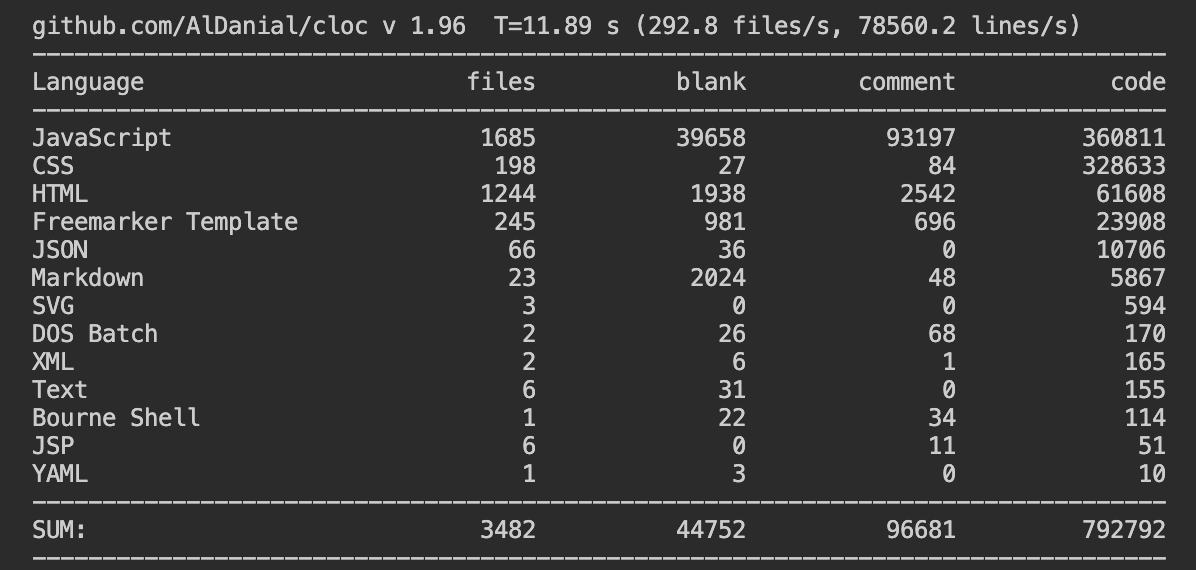 github.com/AlDanial/cloc v 1.96  T=11.89 s (292.8 files/s, 78560.2 lines/s)
Language files blank comment code
JavaScript 1685 39658 93197 360811
CSS 198 27 84 328633
HTML 1244 1938 2542 61608
Freemarker Template 245 981 696 23908
JSON 66 36 0 10706
Markdown 23 2024 48 5867
SVG 3 0 0 594
DOS Batch 2 26 68 170
XML 2 6 1 165
Text 6 31 0 155
Bourne Shell 1 22 34 114
JSP 6 0 11 51
YAML 1 3 0 10
SUM: 3482 44752 96681 792792